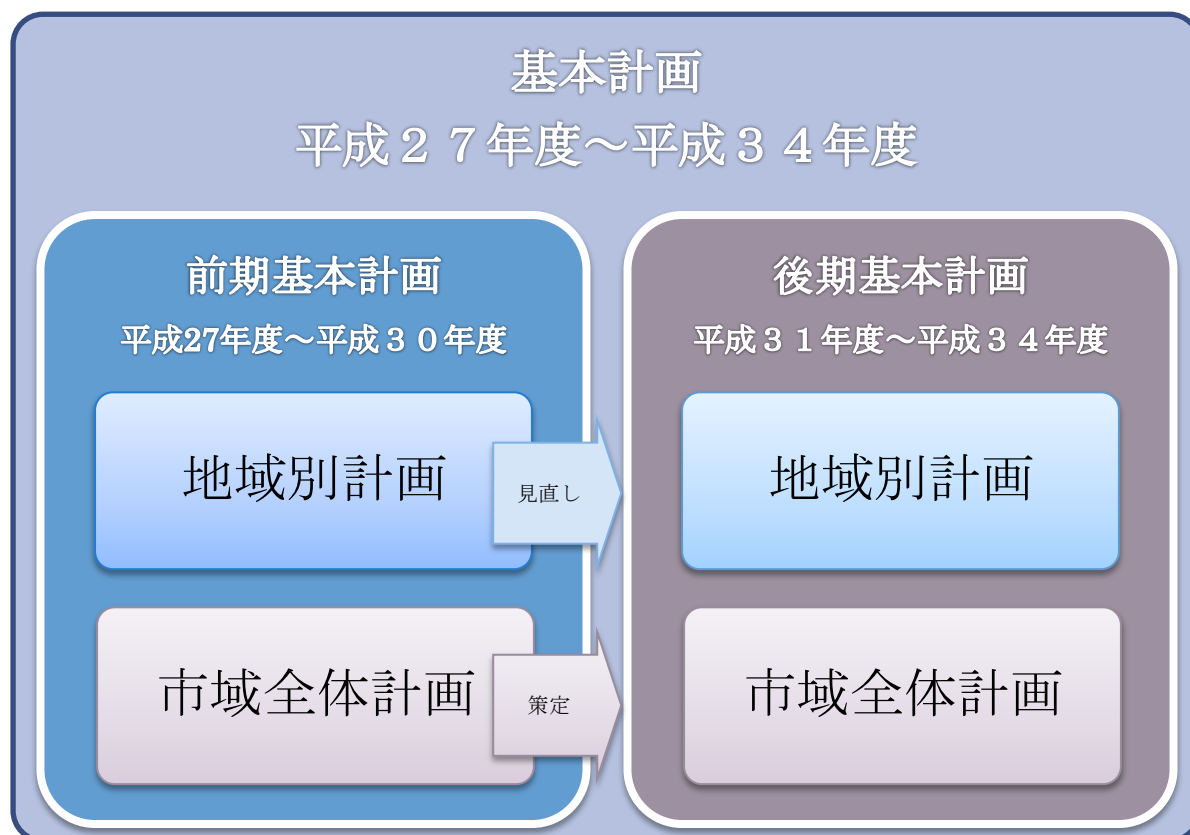 基本計画
平成２７年度～平成３４年度
前期基本計画
平成27年度～平成３０年度
地域別計画
見直し
市域全体計画
策定
後期基本計画
平成３１年度～平成３４年度
地域別計画
市域全体計画